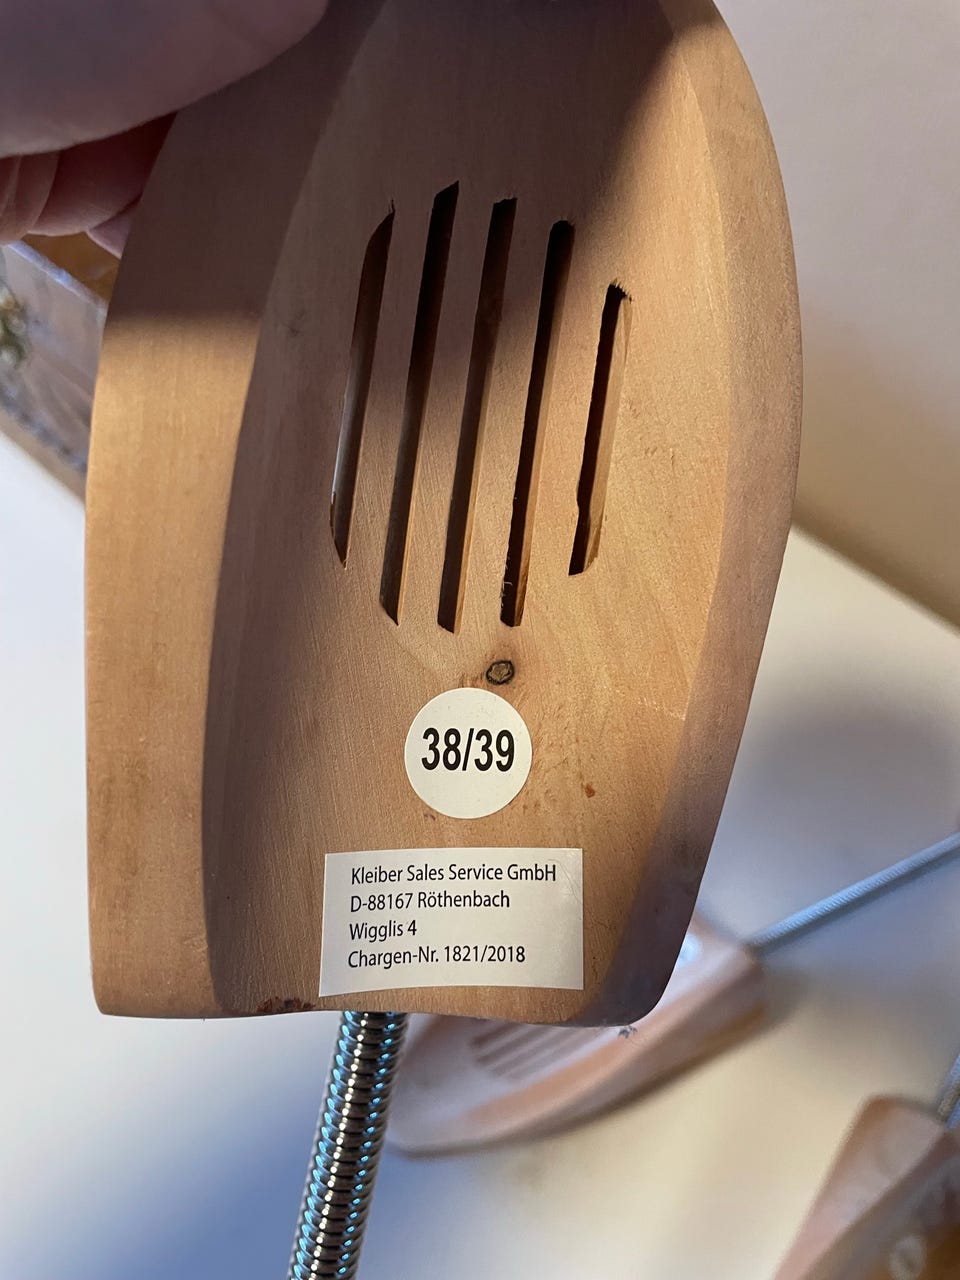 38/39
Kleiber Sales Service GmbH
D-88167 Röthenbach
Wigglis 4
Chargen-Nr. 1821/2018